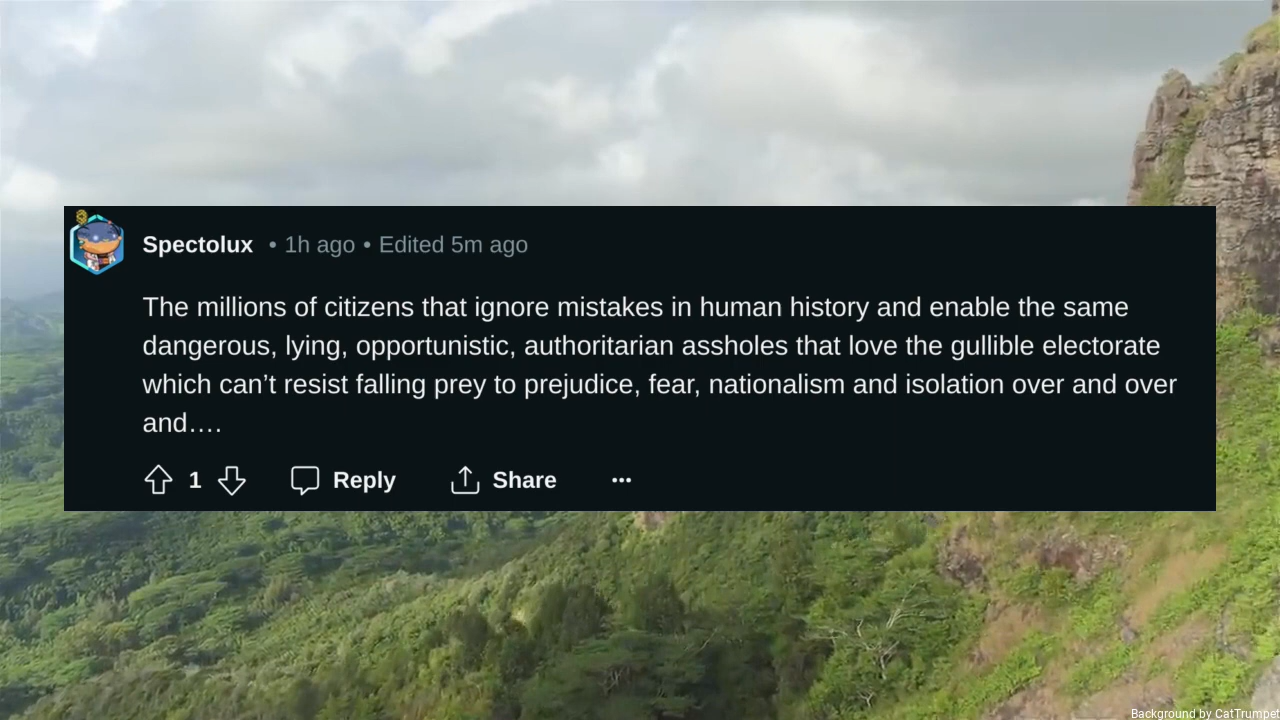 Spectolux • 1h ago • Edited 5m ago
The millions of citizens that ignore mistakes in human history and enable the same
dangerous, lying, opportunistic, authoritarian assholes that love the gullible electorate
which can’t resist falling prey to prejudice, fear, nationalism and isolation over and over
and….
1 Reply Share ···
Background by CatTrumpet